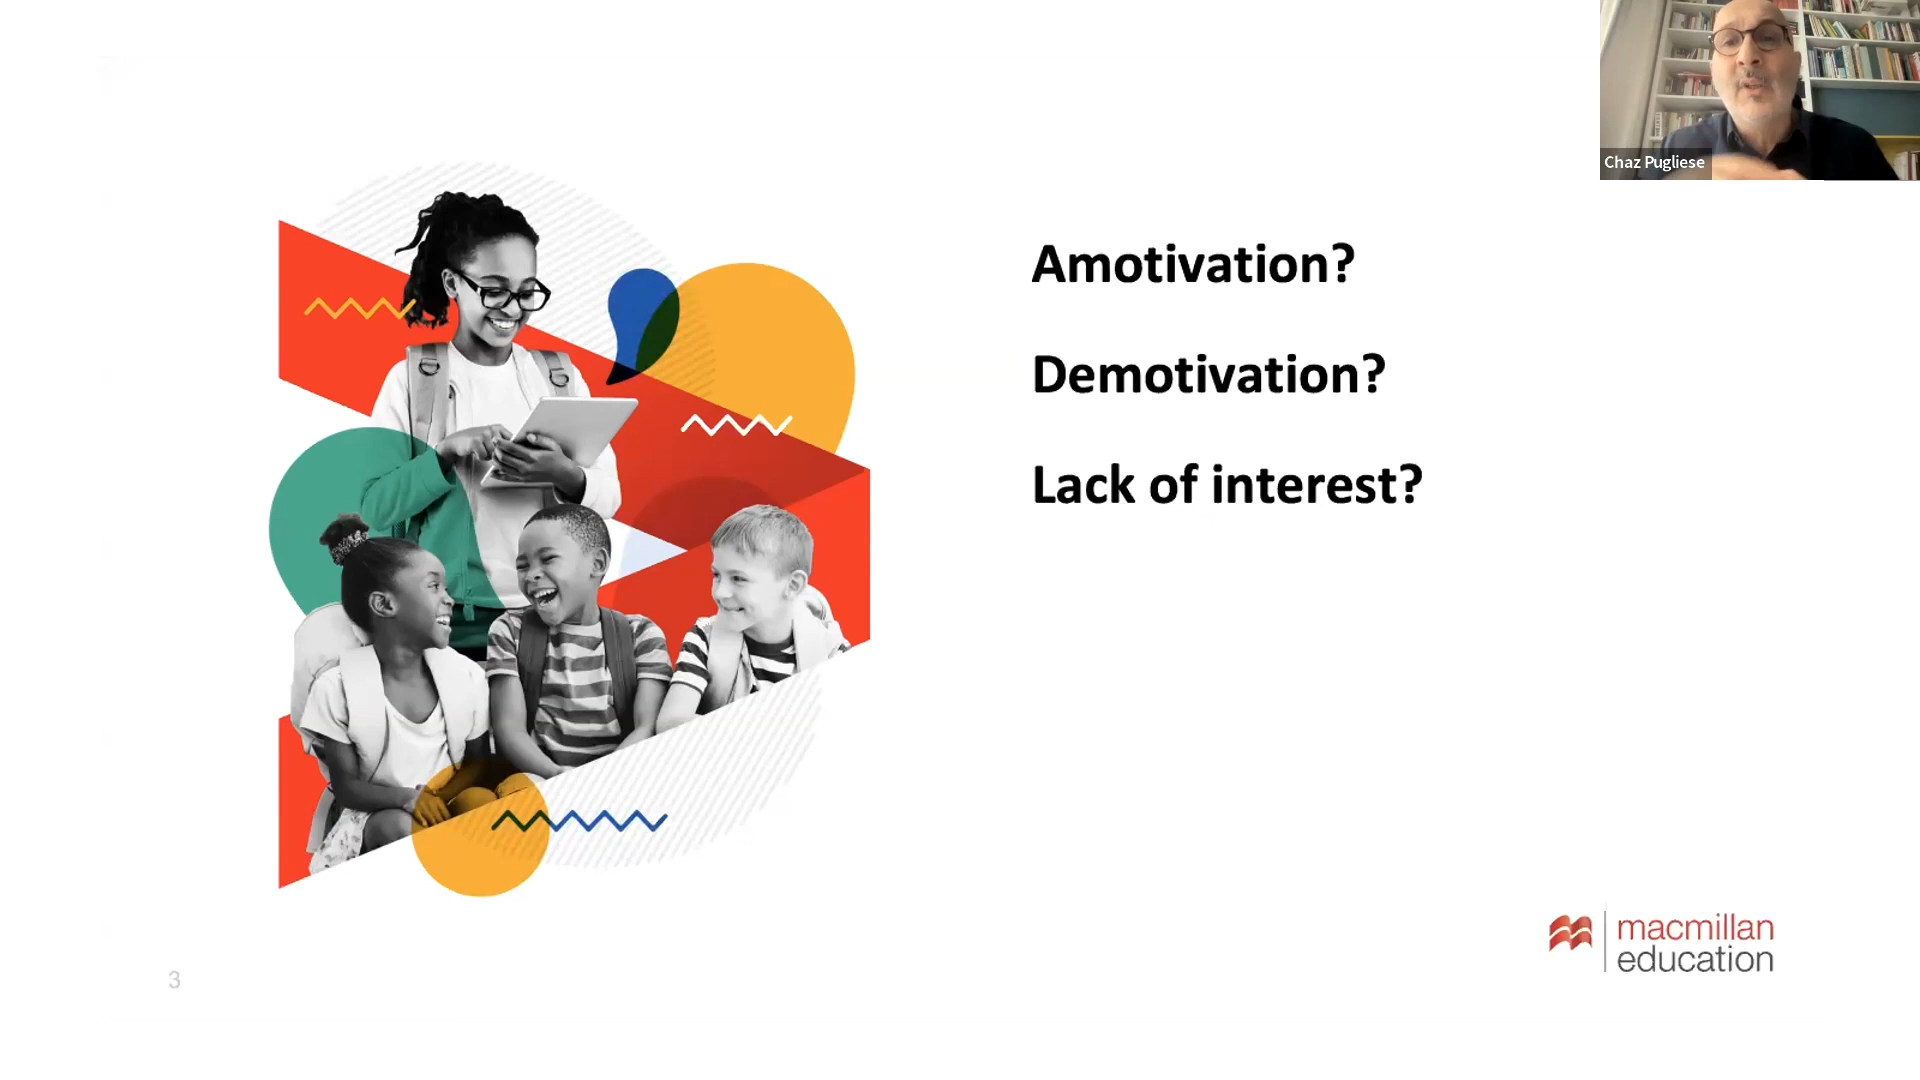 Chaz Pugliese
Amotivation?
Demotivation?
Lack of interest?
macmillan
education
3